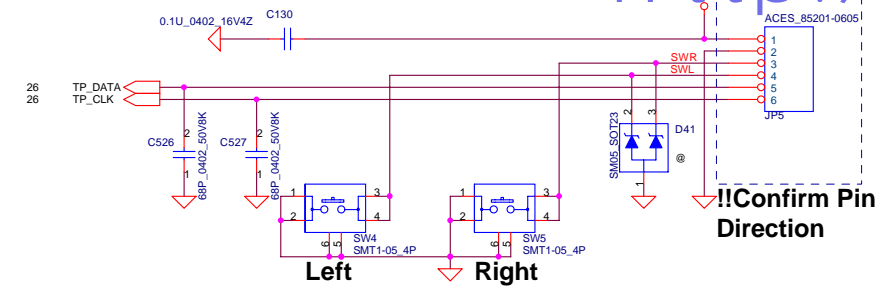 C130
0.1U_0402_16V4Z
ACES_85201-0605
1
2
3
4
5
6
JP5
SWR
SWL
26 TP_DATA
26 TP_CLK
C526
2
1
68P_0402_50V8K
C527
2
1
68P_0402_50V8K
SM05_SOT23
2
3
1
D41
@
1
2
3
4
6
5
SW4
SMT1-05_4P
Left
1
2
3
4
6
5
SW5
SMT1-05_4P
Right
!!Confirm Pin
Direction